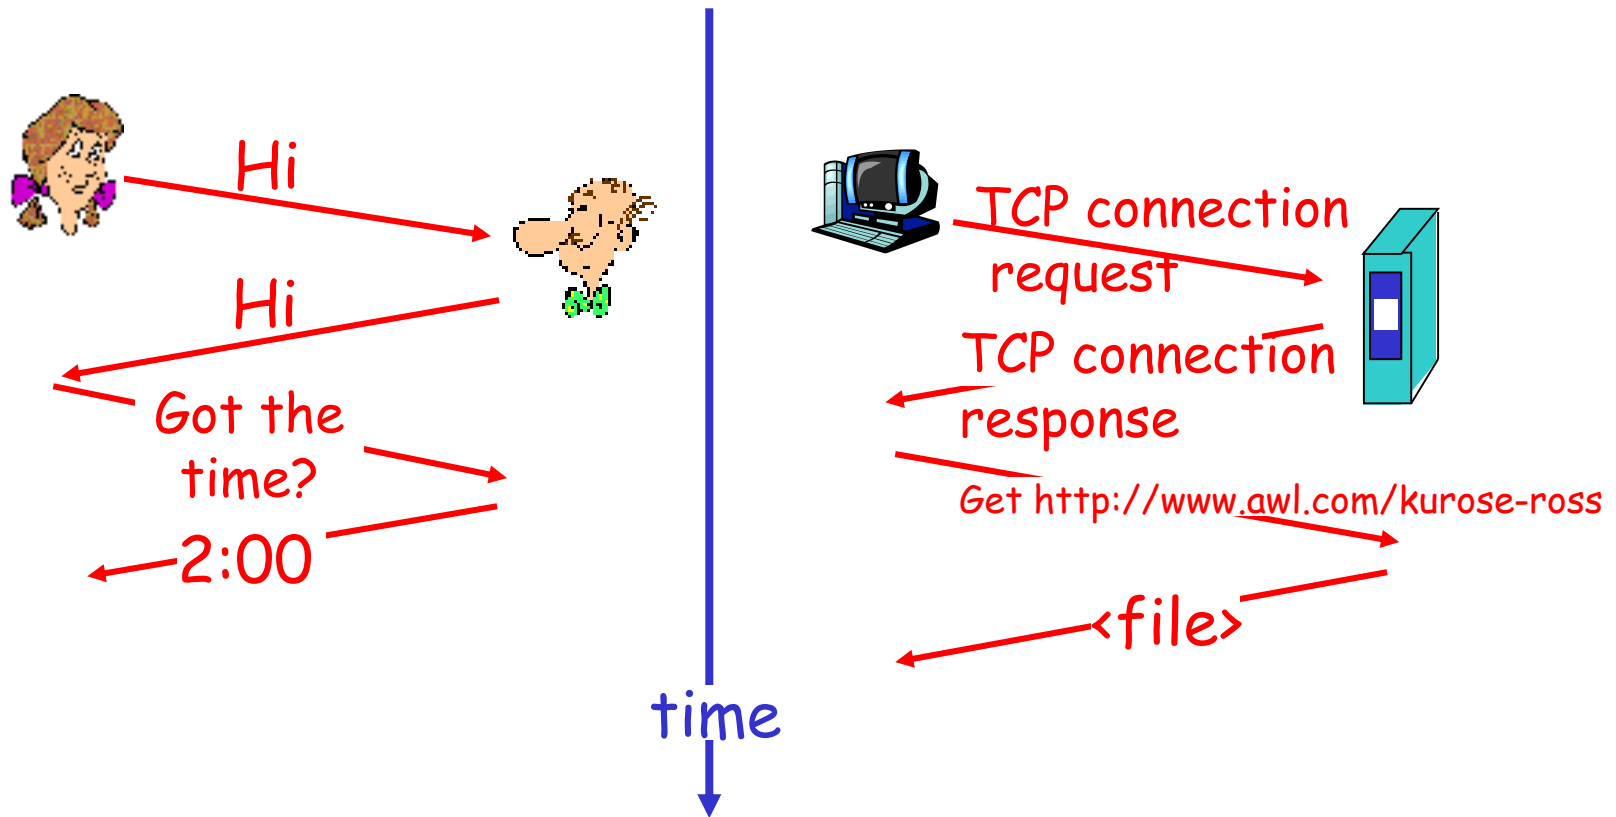 Hi
Hi
Got the
time?
2:00
TCP connection
request
TCP connection
response
Get http://www.awl.com/kurose-ross
<file>
time